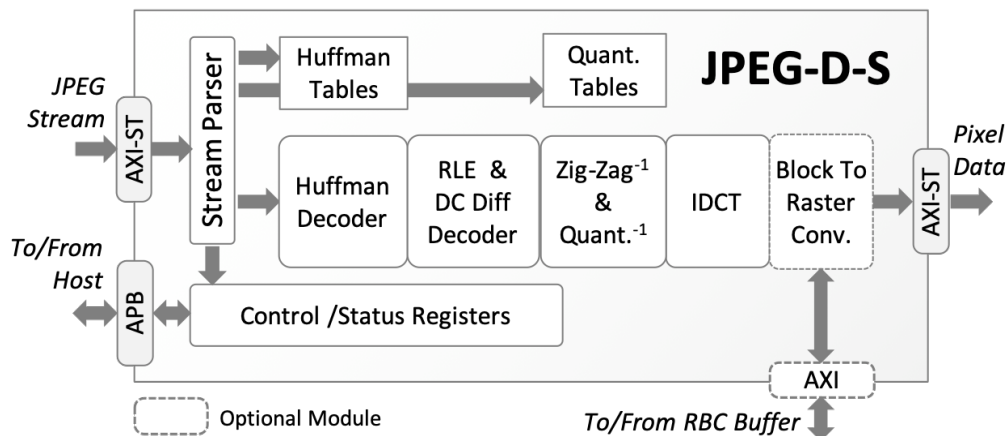 JPEG-D-S
JPEG
Stream
AXI-ST
Stream Parser
Huffman
Tables
Quant.
Tables
Huffman
Decoder
RLE & 
DC Diff
Decoder
Zig-Zag⁻¹
&
Quant.⁻¹
IDCT
Block To
Raster
Conv.
AXI-ST
Pixel
Data
To/From
Host
APB
Control /Status Registers
AXI
Optional Module
To/From RBC Buffer